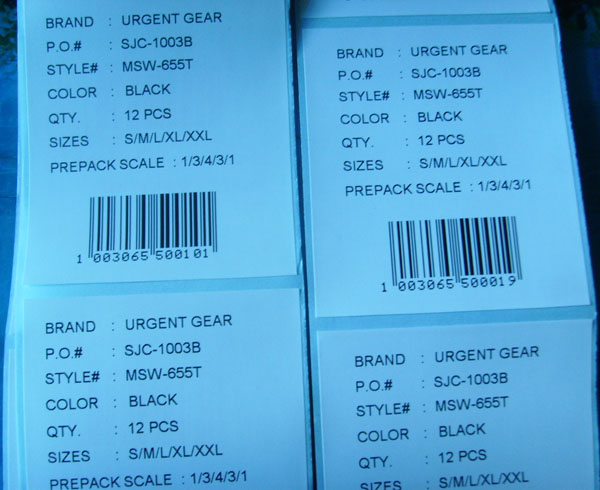 BRAND : URGENT GEAR
P.O.# : SJC-1003B
STYLE# : MSW-655T
COLOR : BLACK
QTY. : 12 PCS
SIZES : S/M/L/XL/XXL
PREPACK SCALE : 1/3/4/3/1
1 003065 500101
BRAND : URGENT GEAR
P.O.# : SJC-1003B
STYLE# : MSW-655T
COLOR : BLACK
QTY. : 12 PCS
SIZES : S/M/L/XL/XXL
PREPACK SCALE : 1/3/4/3/1
BRAND : URGENT GEAR
P.O.# : SJC-1003B
STYLE# : MSW-655T
COLOR : BLACK
QTY. : 12 PCS
SIZES : S/M/L/XL/XXL
PREPACK SCALE : 1/3/4/3/1
1 003065 500019
BRAND : URGENT GEAR
P.O.# : SJC-1003B
STYLE# : MSW-655T
COLOR : BLACK
QTY. : 12 PCS
SIZES : S/M/L/XL/XXL